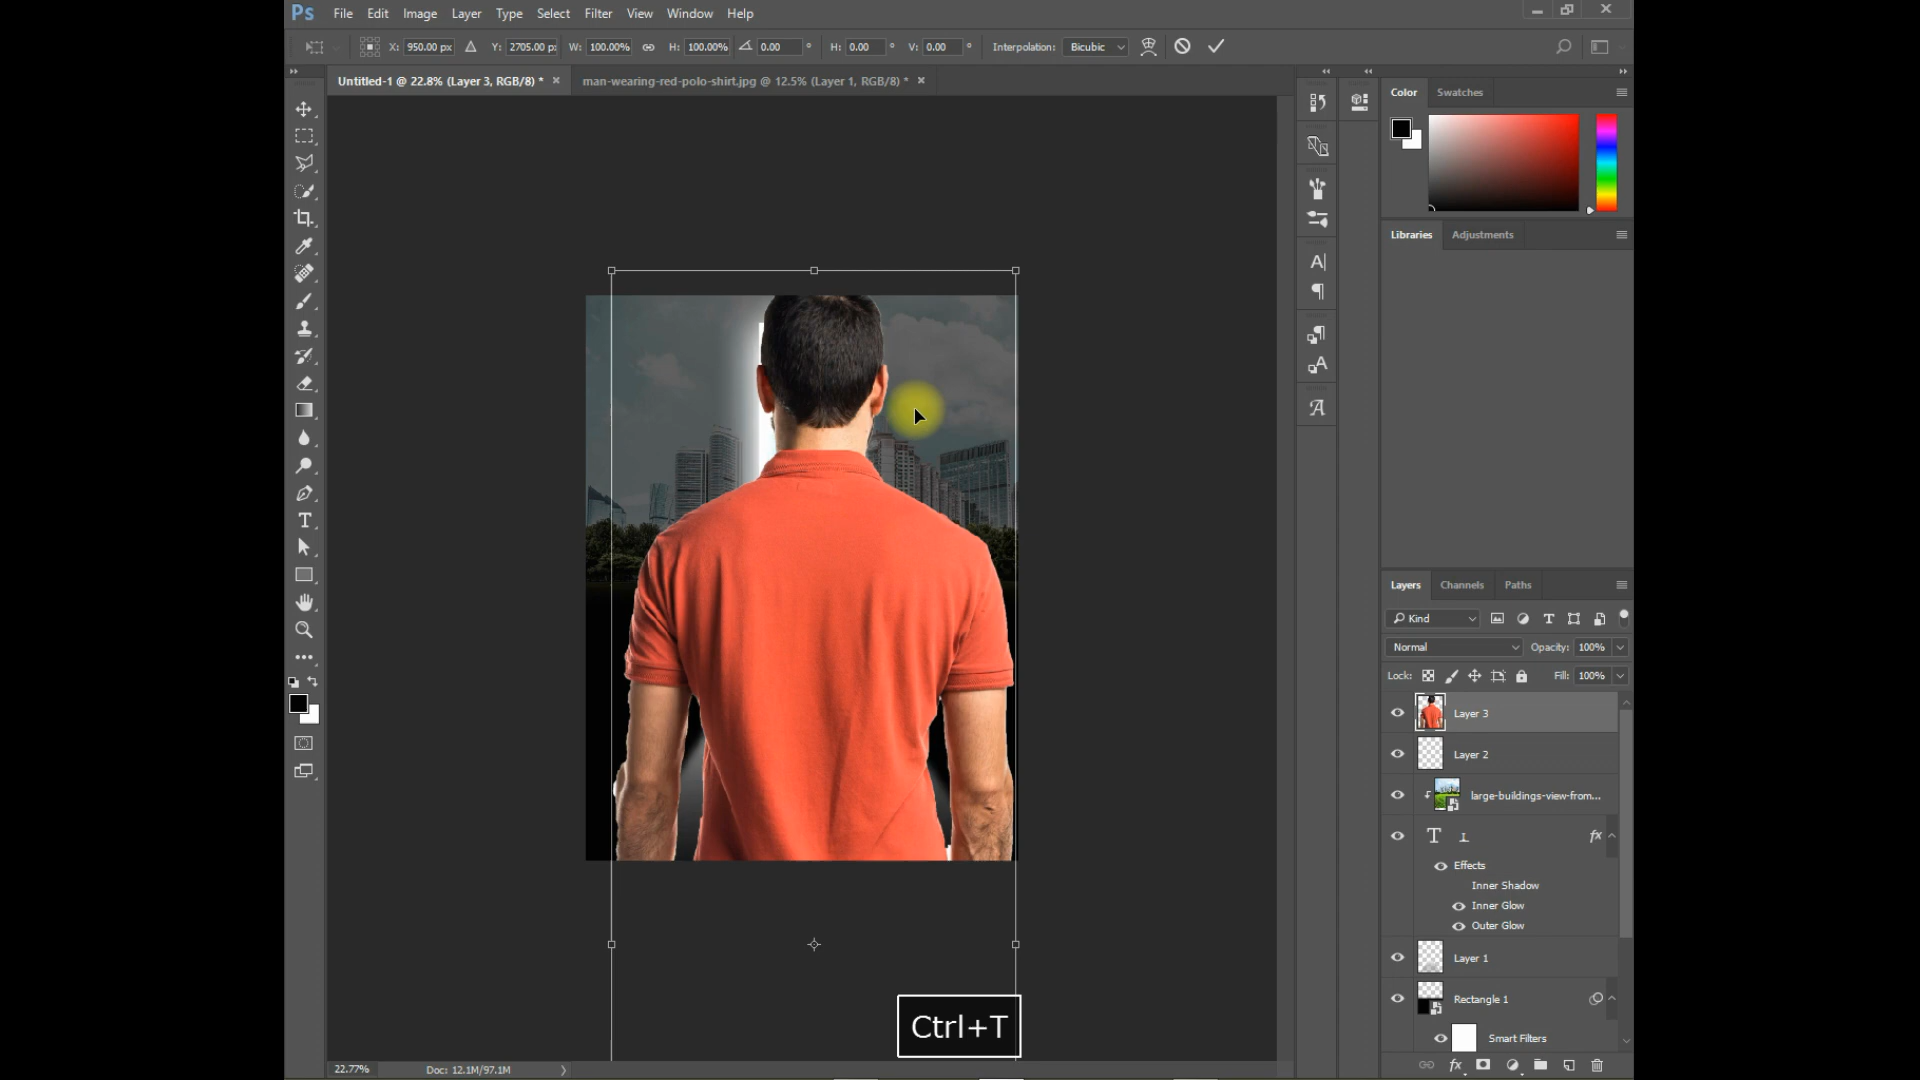 Ps File Edit Image Layer Type Select Filter View Window Help
X: 950.00 px Y: 2705.00 p: W: 100.00% H: 100.00% 0.00 ° H: 0.00 ° V: 0.00 ° Interpolation: Bicubic
Untitled-1 @ 22.8% (Layer 3, RGB/8) * × man-wearing-red-polo-shirt.jpg @ 12.5% (Layer 1, RGB/8) * ×
Color Swatches
Libraries Adjustments
Layers Channels Paths
Kind
Normal Opacity: 100%
Lock: Fill: 100%
Layer 3
Layer 2
large-buildings-view-from...
T fx
Effects
Inner Shadow
Inner Glow
Outer Glow
Layer 1
Rectangle 1
Smart Filters
fx
Ctrl+T
22.77% Doc: 12.1M/97.1M